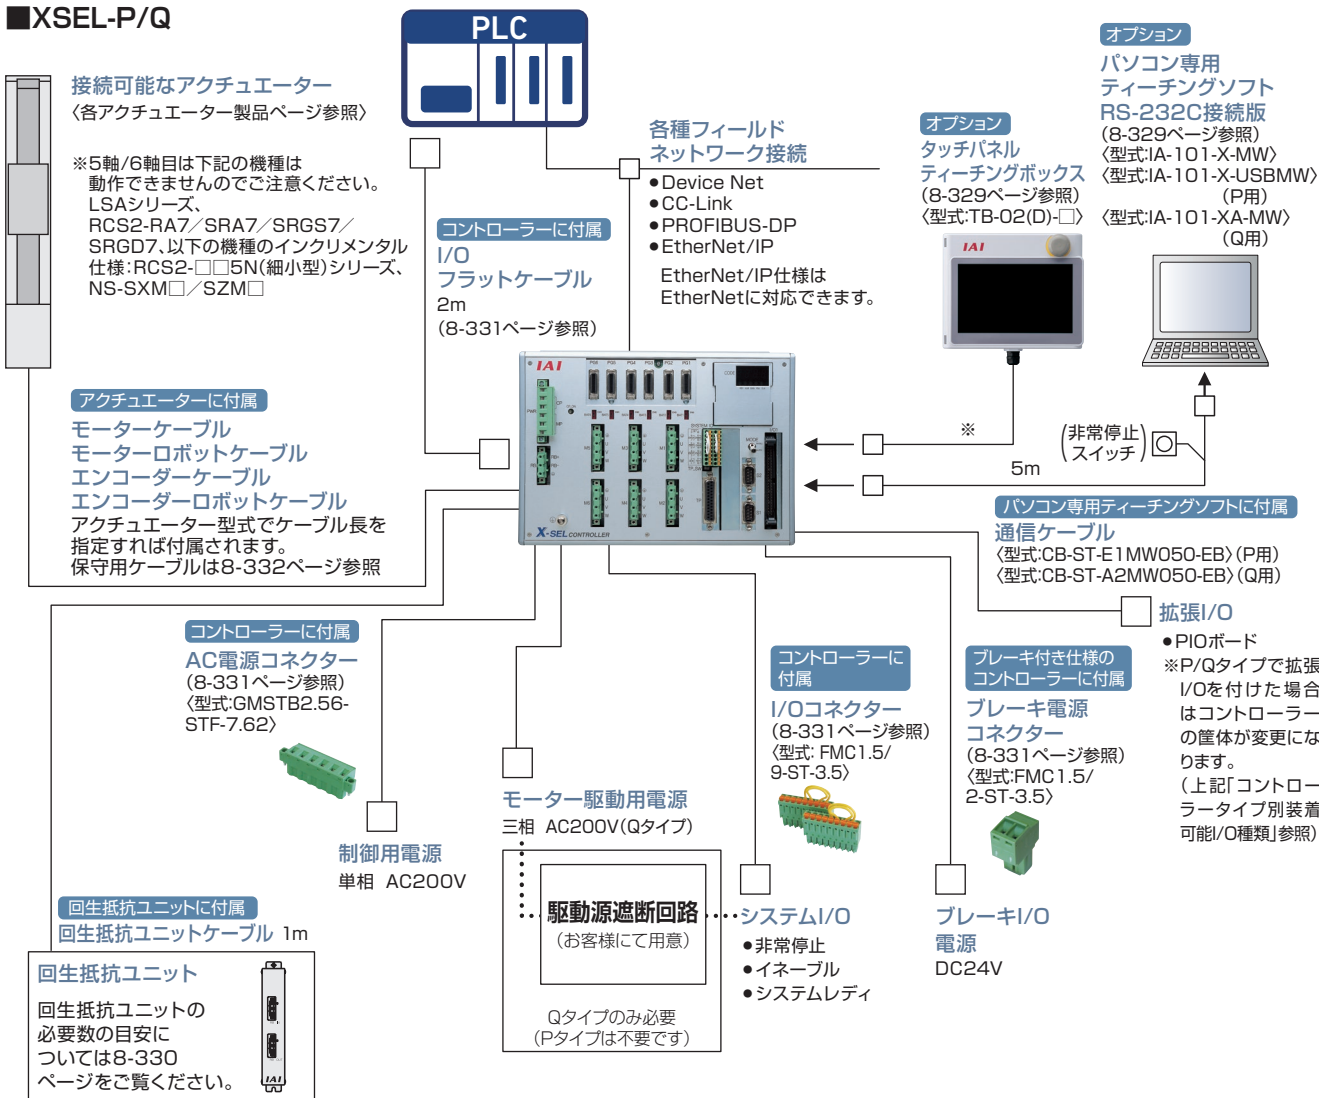 ■XSEL-P/Q
PLC
接続可能なアクチュエーター
〈各アクチュエーター製品ページ参照〉
※5軸/6軸目は下記の機種は
動作できませんのでご注意ください。
LSAシリーズ、
RCS2-RA7／SRA7／SRGS7／
SRGD7、以下の機種のインクリメンタル
仕様：RCS2-□□5N(細小型)シリーズ、
NS-SXM□／SZM□
コントローラーに付属
I/O
フラットケーブル
2m
(8-331ページ参照)
各種フィールド
ネットワーク接続
●Device Net
●CC-Link
●PROFIBUS-DP
●EtherNet/IP
EtherNet/IP仕様は
EtherNetに対応できます。
オプション
タッチパネル
ティーチングボックス
(8-329ページ参照)
〈型式:TB-02(D)-□〉
IAI
オプション
パソコン専用
ティーチングソフト
RS-232C接続版
(8-329ページ参照)
〈型式:IA-101-X-MW〉
〈型式:IA-101-X-USBMW〉
(P用)
〈型式:IA-101-XA-MW〉
(Q用)
アクチュエーターに付属
モーターケーブル
モーターロボットケーブル
エンコーダーケーブル
エンコーダーロボットケーブル
アクチュエーター型式でケーブル長を
指定すれば付属されます。
保守用ケーブルは8-332ページ参照
IAI
PG6 PG5 PG4 PG3 PG2 PG1
CODE
MODE
X-SEL CONTROLLER
※
5m
(非常停止
スイッチ)
パソコン専用ティーチングソフトに付属
通信ケーブル
〈型式:CB-ST-E1MW050-EB〉(P用)
〈型式:CB-ST-A2MW050-EB〉(Q用)
拡張I/O
●PIOボード
※P/Qタイプで拡張
I/Oを付けた場合
はコントローラー
の筐体が変更にな
ります。
(上記「コントロー
ラータイプ別装着
可能I/O種類」参照)
コントローラーに付属
AC電源コネクター
(8-331ページ参照)
〈型式:GMSTB2.56-
STF-7.62〉
制御用電源
単相 AC200V
モーター駆動用電源
三相 AC200V(Qタイプ)
駆動源遮断回路
(お客様にて用意)
Qタイプのみ必要
(Pタイプは不要です)
コントローラーに
付属
I/Oコネクター
(8-331ページ参照)
〈型式: FMC1.5/
9-ST-3.5〉
システムI/O
●非常停止
●イネーブル
●システムレディ
ブレーキ付き仕様の
コントローラーに付属
ブレーキ電源
コネクター
(8-331ページ参照)
〈型式:FMC1.5/
2-ST-3.5〉
ブレーキI/O
電源
DC24V
回生抵抗ユニットに付属
回生抵抗ユニットケーブル 1m
回生抵抗ユニット
回生抵抗ユニットの
必要数の目安に
ついては8-330
ページをご覧ください。
IAI